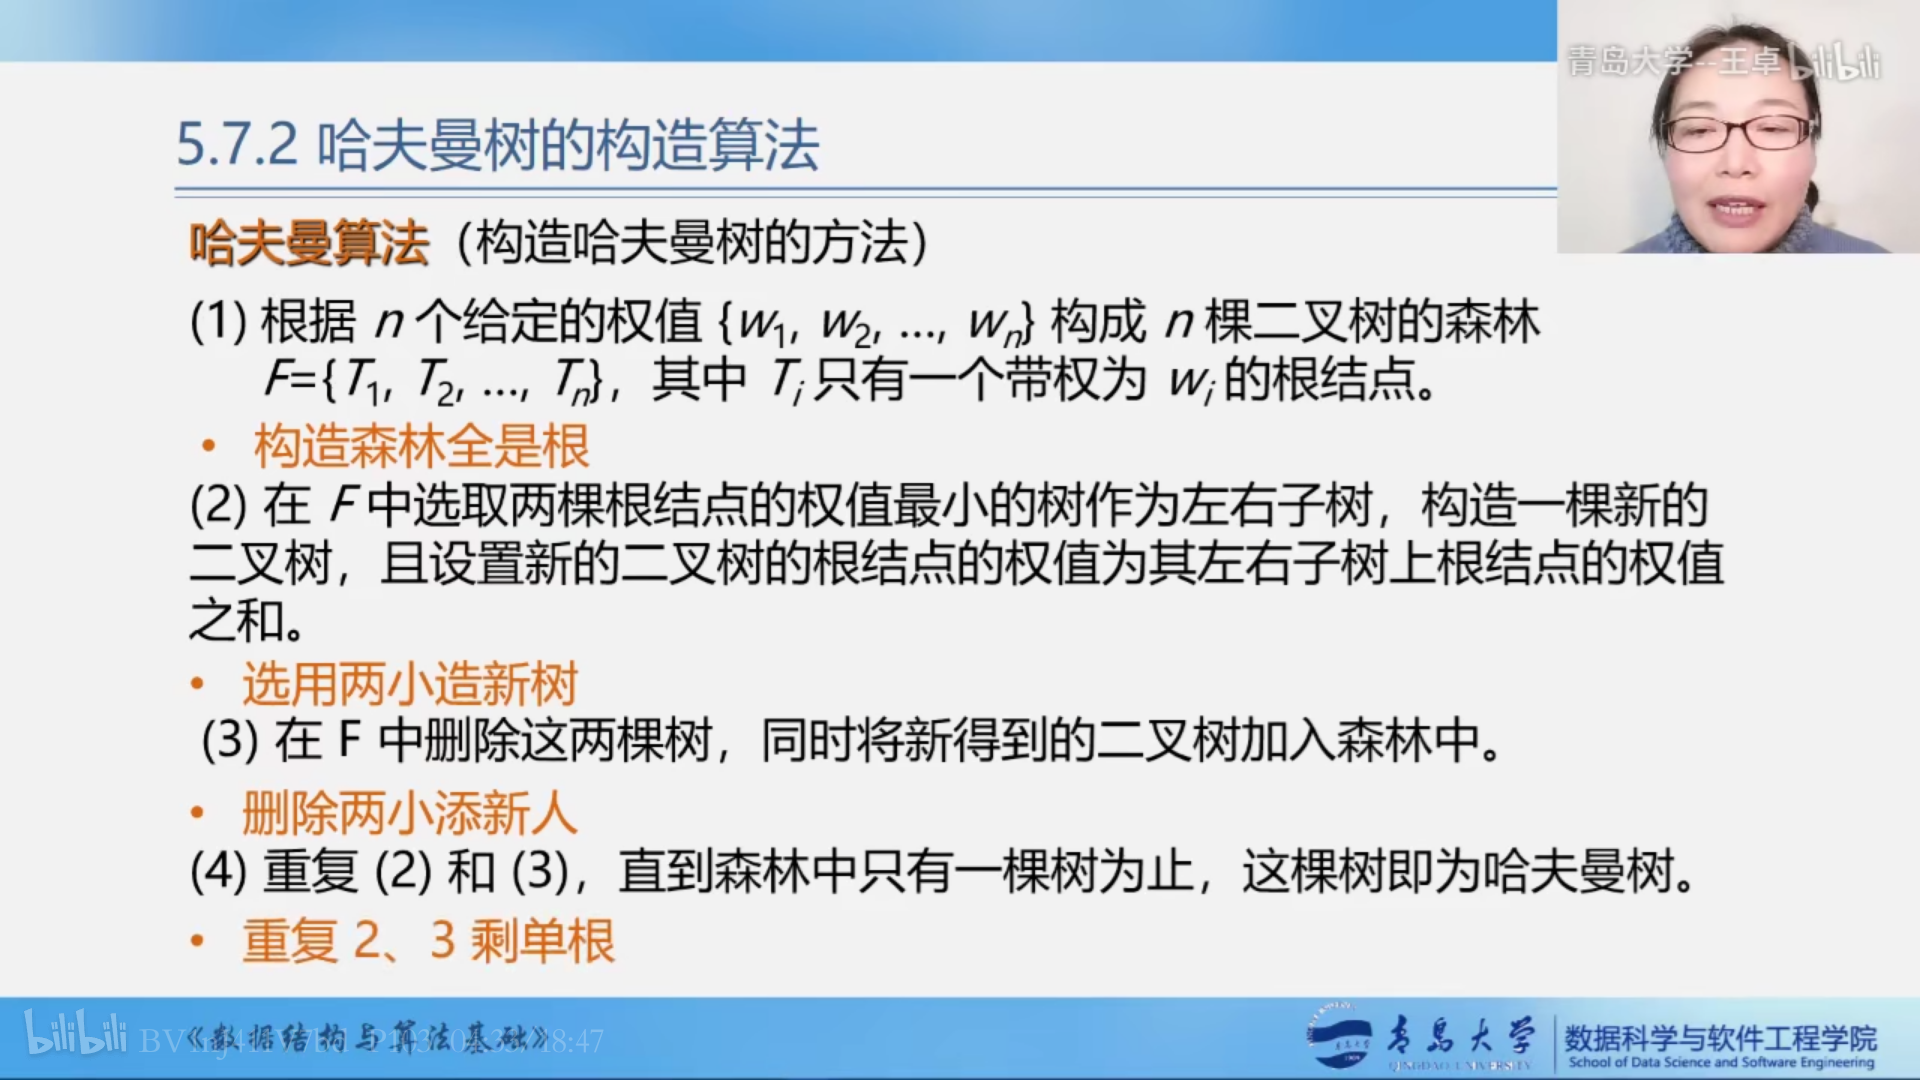 青岛大学--王卓 bilibili
5.7.2 哈夫曼树的构造算法
哈夫曼算法（构造哈夫曼树的方法）
(1) 根据 n 个给定的权值 {w1, w2, …, wn} 构成 n 棵二叉树的森林
F={T1, T2, …, Tn}，其中 Ti 只有一个带权为 wi 的根结点。
• 构造森林全是根
(2) 在 F 中选取两棵根结点的权值最小的树作为左右子树，构造一棵新的
二叉树，且设置新的二叉树的根结点的权值为其左右子树上根结点的权值
之和。
• 选用两小造新树
(3) 在 F 中删除这两棵树，同时将新得到的二叉树加入森林中。
• 删除两小添新人
(4) 重复 (2) 和 (3)，直到森林中只有一棵树为止，这棵树即为哈夫曼树。
• 重复 2、3 剩单根
bilibili
《数据结构与算法基础》
青岛大学
QINGDAO UNIVERSITY
数据科学与软件工程学院
School of Data Science and Software Engineering